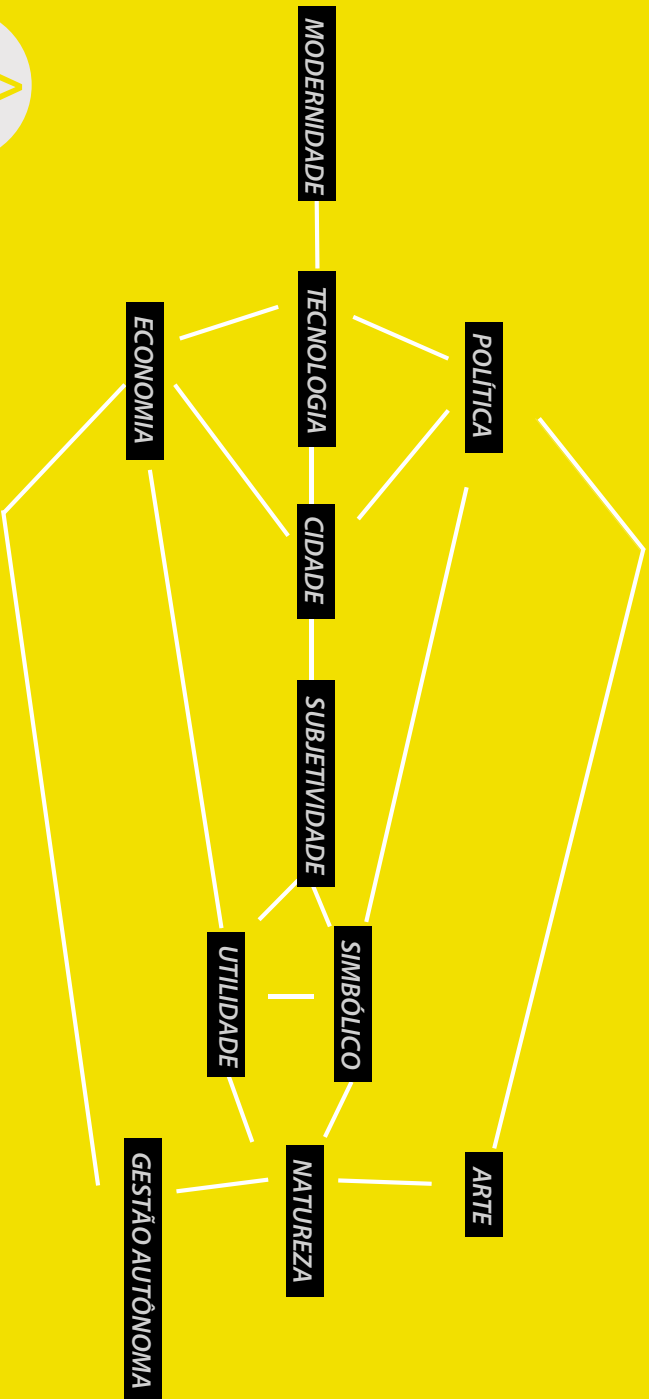 MODERNIDADE
POLÍTICA
TECNOLOGIA
ECONOMIA
CIDADE
SUBJETIVIDADE
SIMBÓLICO
UTILIDADE
ARTE
NATUREZA
GESTÃO AUTÔNOMA